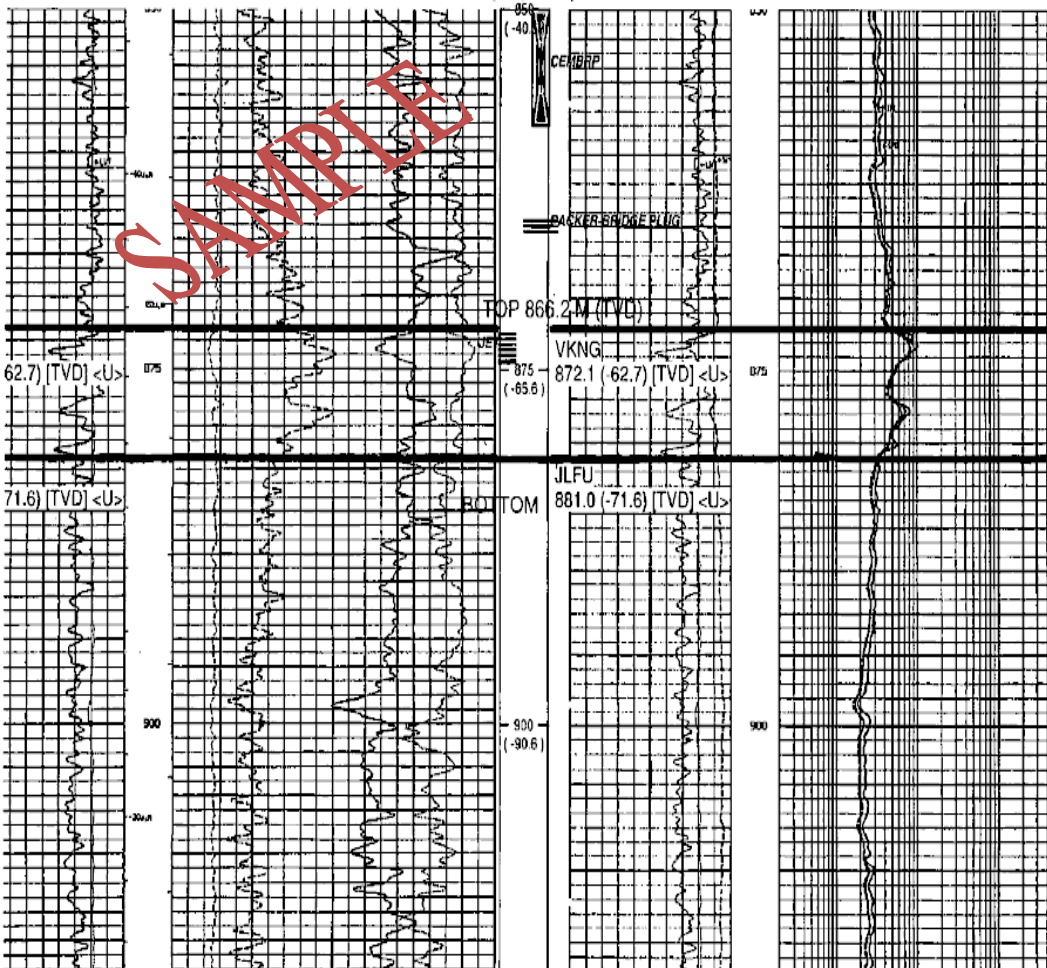 850
(-40.
CEMBRP
SAMPLE
PACKER-BRIDGE PLUG
TOP 866.2 M (TVD)
JET
VKNG
62.7) [TVD] <U>
875
875
(-65.6)
872.1 (-62.7) [TVD] <U>
875
JLFU
71.6) [TVD] <U>
BOTTOM
881.0 (-71.6) [TVD] <U>
900
900
(-90.6)
900